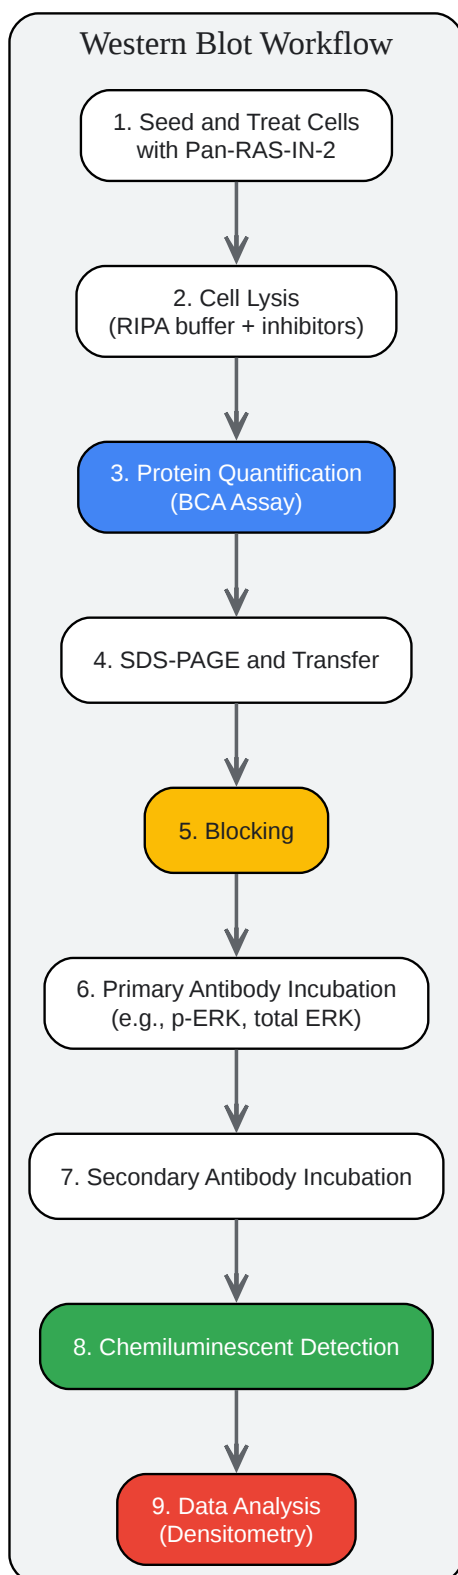 Western Blot Workflow
1. Seed and Treat Cells
with Pan-RAS-IN-2
2. Cell Lysis
(RIPA buffer + inhibitors)
3. Protein Quantification
(BCA Assay)
4. SDS-PAGE and Transfer
5. Blocking
6. Primary Antibody Incubation
(e.g., p-ERK, total ERK)
7. Secondary Antibody Incubation
8. Chemiluminescent Detection
9. Data Analysis
(Densitometry)